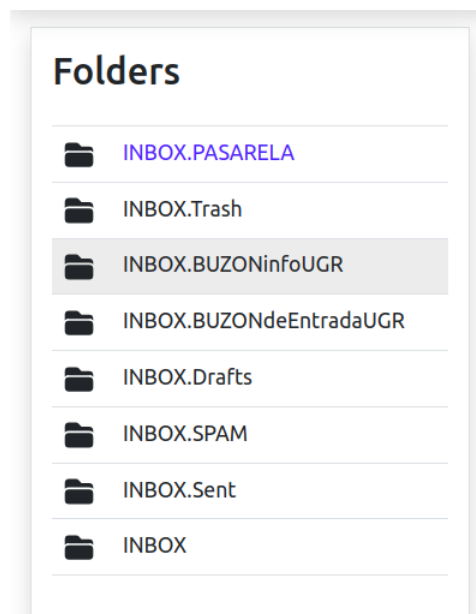 Folders
INBOX.PASARELA
INBOX.Trash
INBOX.BUZONinfoUGR
INBOX.BUZONdeEntradaUGR
INBOX.Drafts
INBOX.SPAM
INBOX.Sent
INBOX